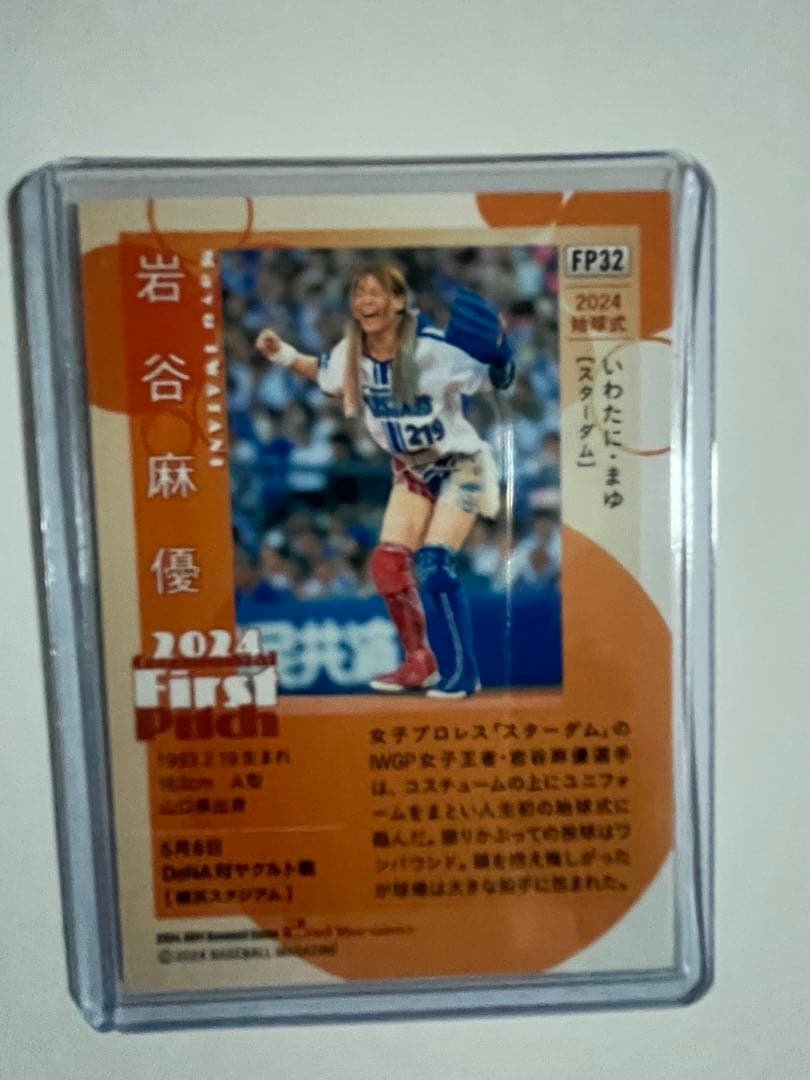 岩谷麻優
MAYU IWATANI
FP32
2024
始球式
いわたに・まゆ
[スターダム]
219
民共済
2024
Ceremonial
First
Pitch
1993.2.19生まれ
163cm A型
山口県出身
5月6日
DeNA対ヤクルト戦
[横浜スタジアム]
女子プロレス「スターダム」の
IWGP女子王者・岩谷麻優選手
は、コスチュームの上にユニフォ
ームをまとい人生初の始球式に
臨んだ。振りかぶっての投球はワ
ンバウンド。頭を抱え悔しがった
が球場は大きな拍手に包まれた。
©2024 BASEBALL MAGAZINE